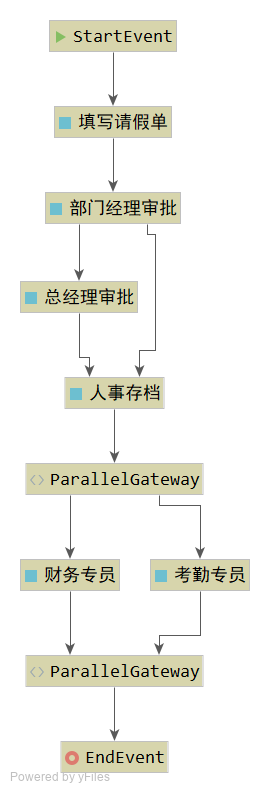 StartEvent
填写请假单
部门经理审批
总经理审批
人事存档
ParallelGateway
财务专员
考勤专员
ParallelGateway
EndEvent
Powered by yFiles